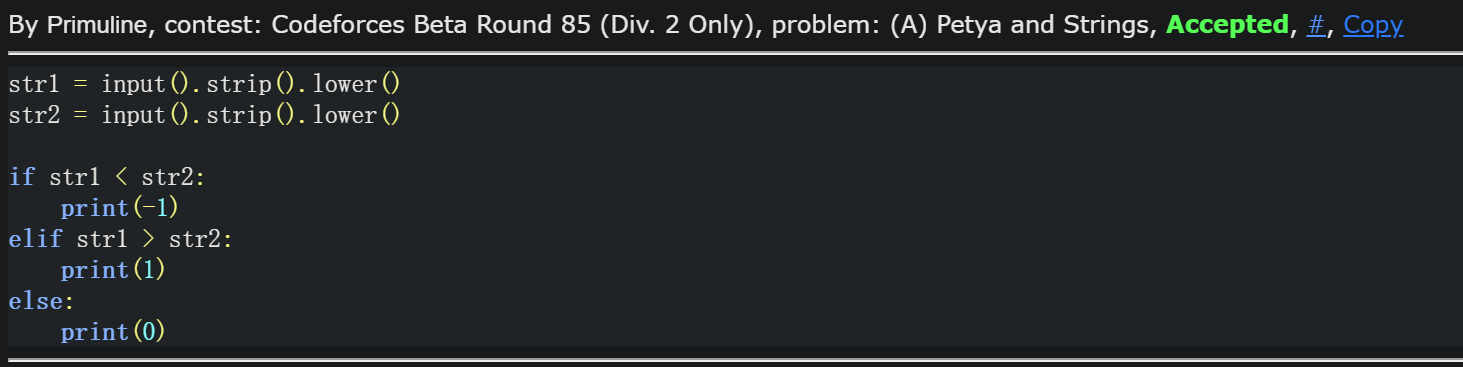 By Primuline, contest: Codeforces Beta Round 85 (Div. 2 Only), problem: (A) Petya and Strings, Accepted, #, Copy
str1 = input().strip().lower()
str2 = input().strip().lower()
if str1 < str2:
    print(-1)
elif str1 > str2:
    print(1)
else:
    print(0)